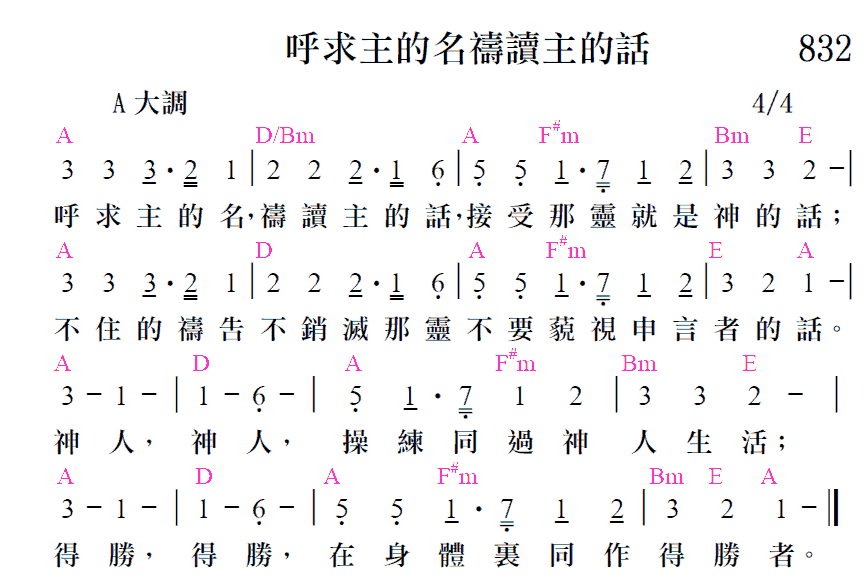 呼求主的名禱讀主的話 832
A 大調 4/4
A D/Bm A F#m Bm E
3 3 3 · 2 1 | 2 2 2 · 1 6 | 5 5 1 · 7 1 2 | 3 3 2 – |
呼求主的名,禱讀主的話,接受那靈就是神的話；
A D A F#m E A
3 3 3 · 2 1 | 2 2 2 · 1 6 | 5 5 1 · 7 1 2 | 3 2 1 – |
不住的禱告不銷滅那靈不要藐視申言者的話。
A D A F#m Bm E
3 – 1 – | 1 – 6 – | 5 1 · 7 1 2 | 3 3 2 – |
神人，神人，操練同過神人生活；
A D A F#m Bm E A
3 – 1 – | 1 – 6 – | 5 5 1 · 7 1 2 | 3 2 1 – ‖
得勝，得勝，在身體裏同作得勝者。